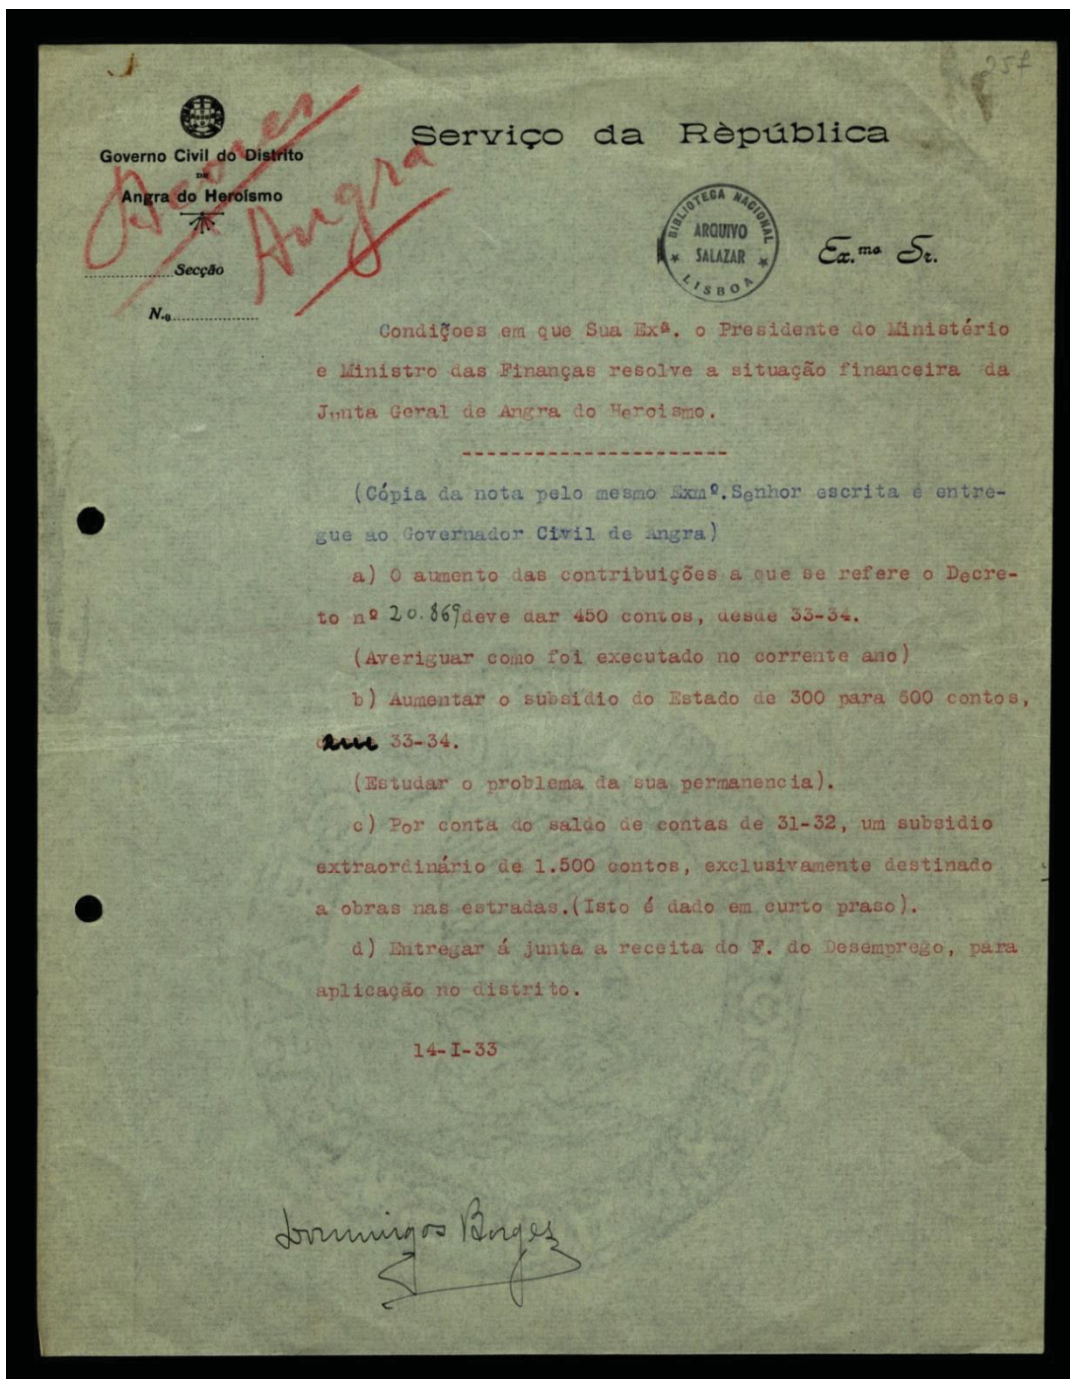 257
Governo Civil do Distrito
DE
Angra do Heroísmo
Secção
N.º
Açores
Angra
Serviço da Rèpública
BIBLIOTECA NACIONAL
ARQUIVO
SALAZAR
LISBOA
Ex.mo Sr.
Condições em que Sua Exª. o Presidente do Ministério
e Ministro das Finanças resolve a situação financeira da
Junta Geral de Angra do Heroismo.
(Cópia da nota pelo mesmo Exmº.Senhor escrita e entre-
gue ao Governador Civil de Angra)
a) O aumento das contribuições a que se refere o Decre-
to nº 20.869 deve dar 450 contos, desde 33-34.
(Averiguar como foi executado no corrente ano)
b) Aumentar o subsidio do Estado de 300 para 600 contos,
em 33-34.
(Estudar o problema da sua permanencia).
c) Por conta do saldo de contas de 31-32, um subsidio
extraordinário de 1.500 contos, exclusivamente destinado
a obras nas estradas.(Isto é dado em curto praso).
d) Entregar á junta a receita do F. do Desemprego, para
aplicação no distrito.
14-I-33
Domingos Borges